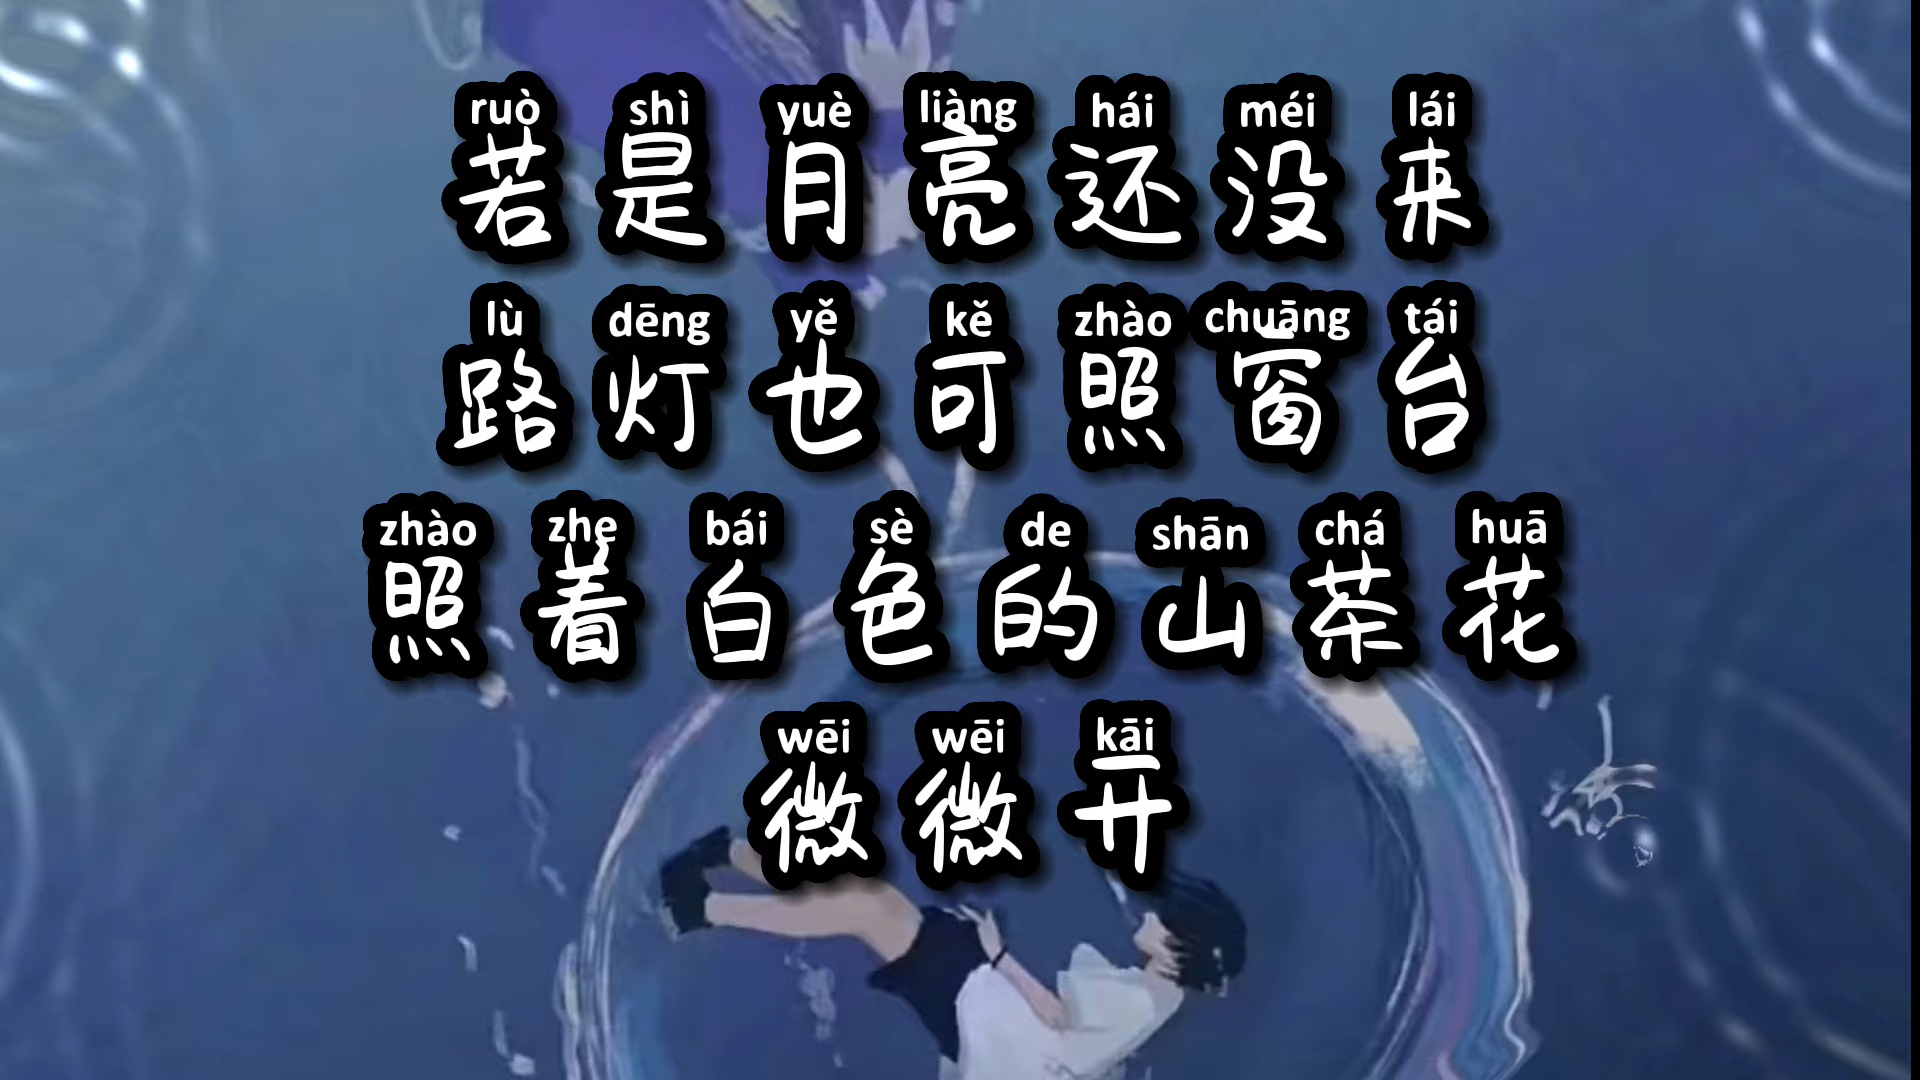 ruò shì yuè liàng hái méi lái
若是月亮还没来
lù dēng yě kě zhào chuāng tái
路灯也可照窗台
zhào zhe bái sè de shān chá huā
照着白色的山茶花
wēi wēi kāi
微微开